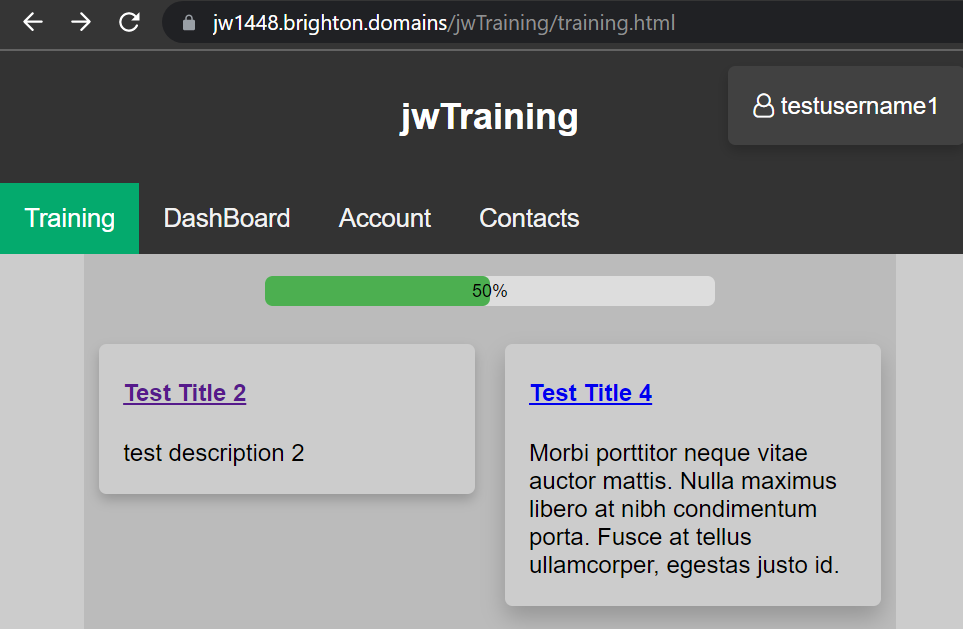 jw1448.brighton.domains/jwTraining/training.html
jwTraining
testusername1
Training DashBoard Account Contacts
50%
Test Title 2
test description 2
Test Title 4
Morbi porttitor neque vitae
auctor mattis. Nulla maximus
libero at nibh condimentum
porta. Fusce at tellus
ullamcorper, egestas justo id.